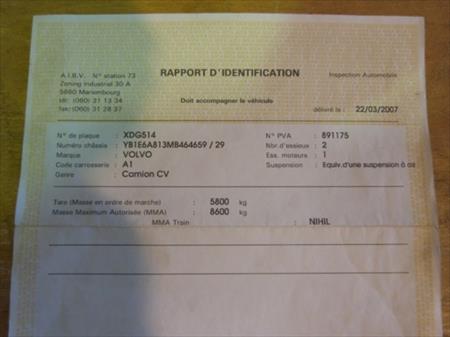 A.I.B.V. N° station 73
Zoning Industriel 30 A
5660 Mariembourg
tél: (060) 31 13 34
fax:(060) 31 28 37
RAPPORT D'IDENTIFICATION
Inspection Automobile
Doit accompagner le véhicule
délivré le : 22/03/2007
N° de plaque : XDG514
N° PVA : 891175
Numéro châssis : YB1E6A813MB464659 / 29
Nbr.d'essieux : 2
Marque : VOLVO
Ess. moteurs : 1
Code carrosserie : A1
Suspension : Equiv.d'une suspension à
Genre : Camion CV
Tare (Masse en ordre de marche) : 5800 kg
Masse Maximum Autorisée (MMA) : 8600 kg
MMA Train : NIHIL